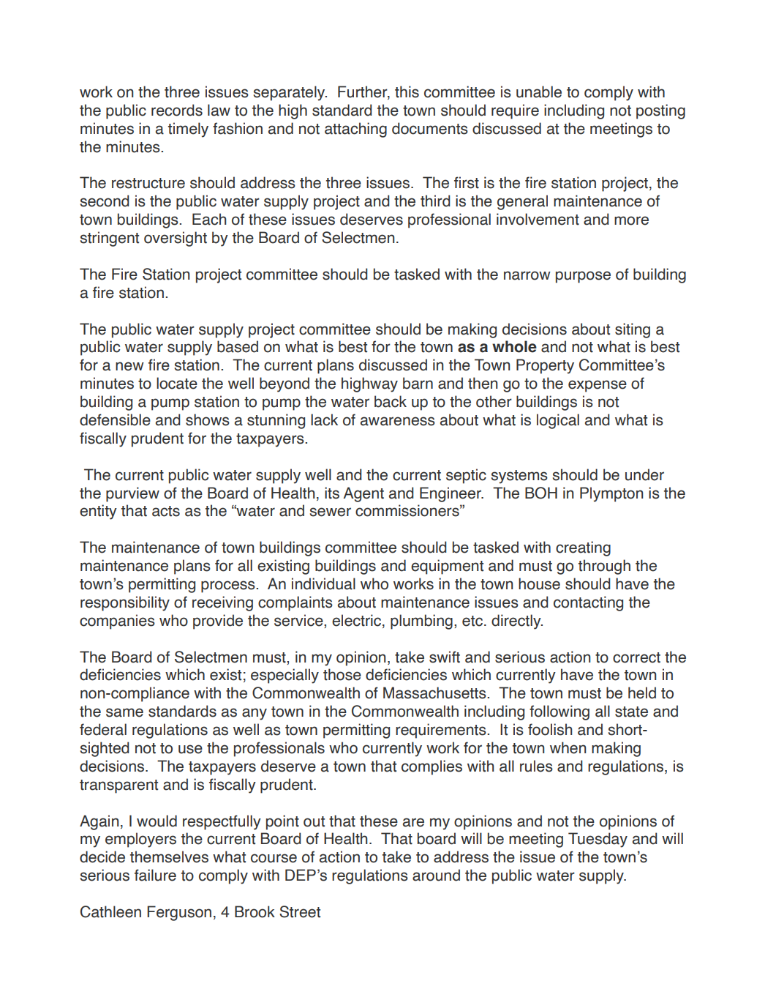 work on the three issues separately.  Further, this committee is unable to comply with
the public records law to the high standard the town should require including not posting
minutes in a timely fashion and not attaching documents discussed at the meetings to
the minutes.
The restructure should address the three issues.  The first is the fire station project, the
second is the public water supply project and the third is the general maintenance of
town buildings.  Each of these issues deserves professional involvement and more
stringent oversight by the Board of Selectmen.
The Fire Station project committee should be tasked with the narrow purpose of building
a fire station.
The public water supply project committee should be making decisions about siting a
public water supply based on what is best for the town as a whole and not what is best
for a new fire station.  The current plans discussed in the Town Property Committee’s
minutes to locate the well beyond the highway barn and then go to the expense of
building a pump station to pump the water back up to the other buildings is not
defensible and shows a stunning lack of awareness about what is logical and what is
fiscally prudent for the taxpayers.
The current public water supply well and the current septic systems should be under
the purview of the Board of Health, its Agent and Engineer.  The BOH in Plympton is the
entity that acts as the “water and sewer commissioners”
The maintenance of town buildings committee should be tasked with creating
maintenance plans for all existing buildings and equipment and must go through the
town’s permitting process.  An individual who works in the town house should have the
responsibility of receiving complaints about maintenance issues and contacting the
companies who provide the service, electric, plumbing, etc. directly.
The Board of Selectmen must, in my opinion, take swift and serious action to correct the
deficiencies which exist; especially those deficiencies which currently have the town in
non-compliance with the Commonwealth of Massachusetts.  The town must be held to
the same standards as any town in the Commonwealth including following all state and
federal regulations as well as town permitting requirements.  It is foolish and short-
sighted not to use the professionals who currently work for the town when making
decisions.  The taxpayers deserve a town that complies with all rules and regulations, is
transparent and is fiscally prudent.
Again, I would respectfully point out that these are my opinions and not the opinions of
my employers the current Board of Health.  That board will be meeting Tuesday and will
decide themselves what course of action to take to address the issue of the town’s
serious failure to comply with DEP’s regulations around the public water supply.
Cathleen Ferguson, 4 Brook Street